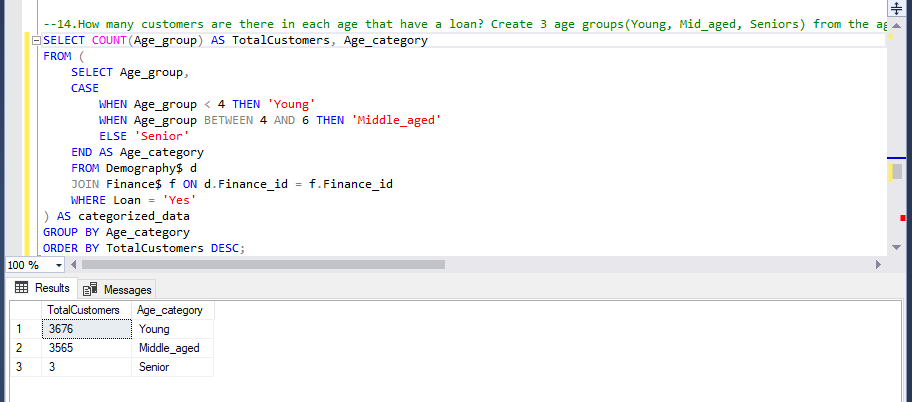 --14.How many customers are there in each age that have a loan? Create 3 age groups(Young, Mid_aged, Seniors) from the ag
SELECT COUNT(Age_group) AS TotalCustomers, Age_category
FROM (
SELECT Age_group,
CASE
WHEN Age_group < 4 THEN 'Young'
WHEN Age_group BETWEEN 4 AND 6 THEN 'Middle_aged'
ELSE 'Senior'
END AS Age_category
FROM Demography$ d
JOIN Finance$ f ON d.Finance_id = f.Finance_id
WHERE Loan = 'Yes'
) AS categorized_data
GROUP BY Age_category
ORDER BY TotalCustomers DESC;
100 %
Results Messages
TotalCustomers Age_category
1 3676 Young
2 3565 Middle_aged
3 3 Senior